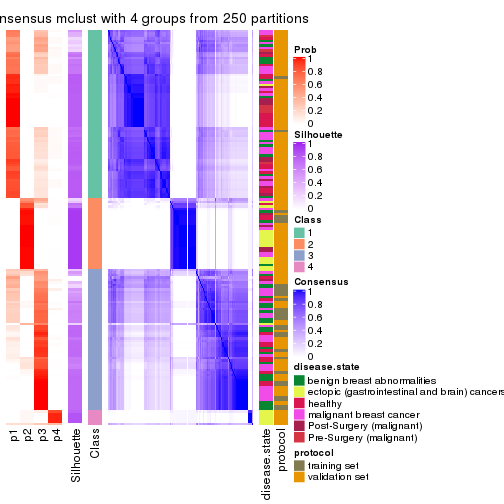 nsensus mclust with 4 groups from 250 partitions
Prob
1
0.8
0.6
0.4
0.2
0
Silhouette
1
0.8
0.6
0.4
0.2
0
Class
1
2
3
4
Consensus
1
0.8
0.6
0.4
0.2
0
disease.state
benign breast abnormalities
ectopic (gastrointestinal and brain) cancers
healthy
malignant breast cancer
Post-Surgery (malignant)
Pre-Surgery (malignant)
protocol
training set
validation set
p1
p2
p3
p4
Silhouette
Class
disease.state
protocol